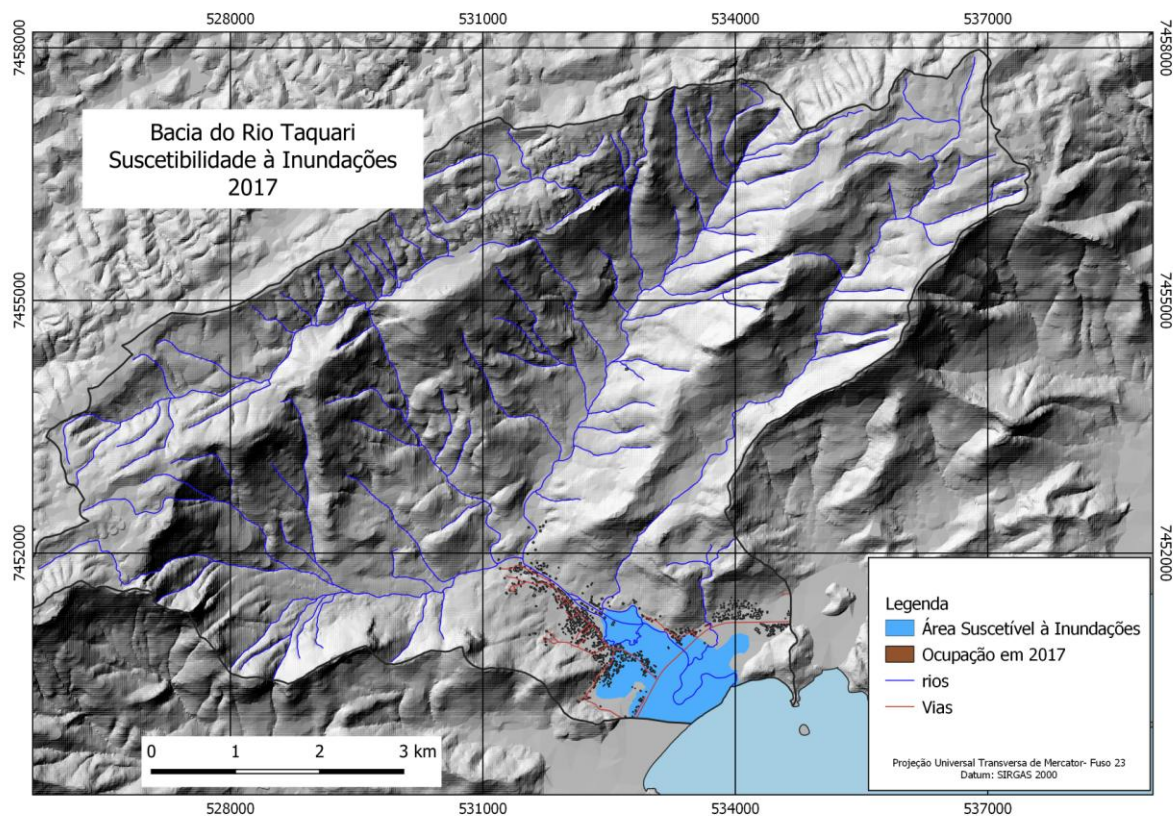 528000
531000
534000
537000
7458000
7458000
Bacia do Rio Taquari
Suscetibilidade à Inundações
2017
7455000
7455000
7452000
7452000
Legenda
Área Suscetível à Inundações
Ocupação em 2017
rios
Vias
0 1 2 3 km
Projeção Universal Transversa de Mercator- Fuso 23
Datum: SIRGAS 2000
528000
531000
534000
537000